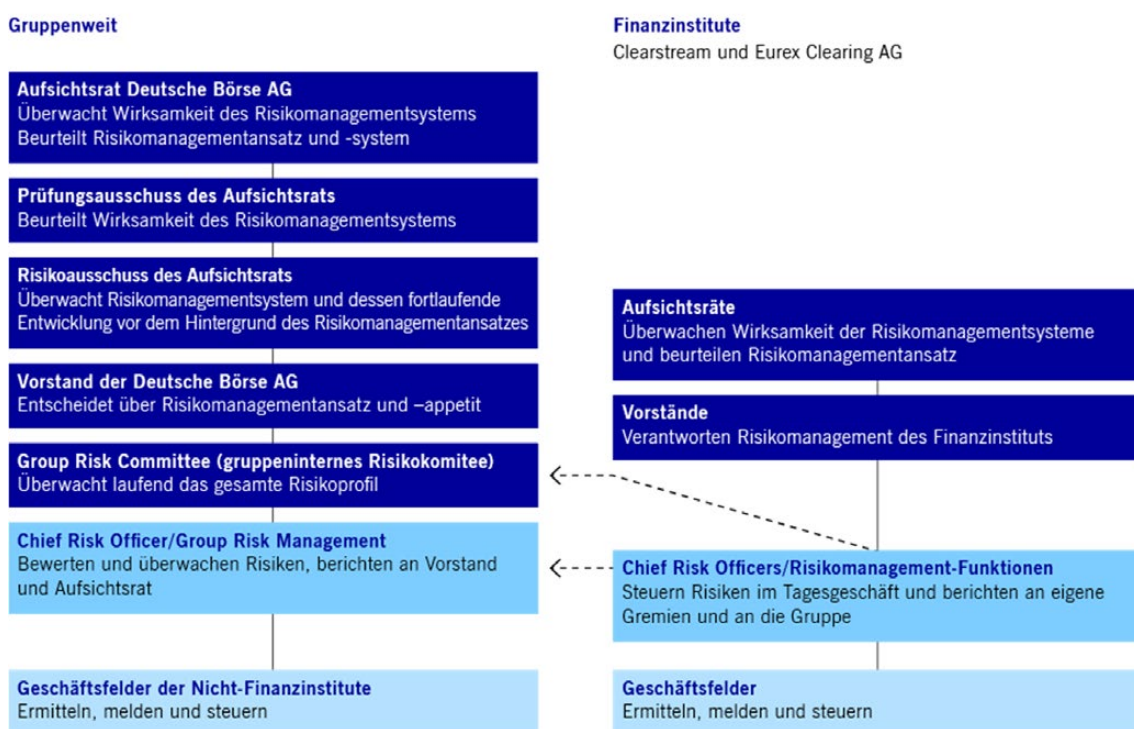 Gruppenweit
Aufsichtsrat Deutsche Börse AG
Überwacht Wirksamkeit des Risikomanagementsystems
Beurteilt Risikomanagementansatz und -system
Prüfungsausschuss des Aufsichtsrats
Beurteilt Wirksamkeit des Risikomanagementsystems
Risikoausschuss des Aufsichtsrats
Überwacht Risikomanagementsystem und dessen fortlaufende
Entwicklung vor dem Hintergrund des Risikomanagementansatzes
Vorstand der Deutsche Börse AG
Entscheidet über Risikomanagementansatz und –appetit
Group Risk Committee (gruppeninternes Risikokomitee)
Überwacht laufend das gesamte Risikoprofil
Chief Risk Officer/Group Risk Management
Bewerten und überwachen Risiken, berichten an Vorstand
und Aufsichtsrat
Geschäftsfelder der Nicht-Finanzinstitute
Ermitteln, melden und steuern
Finanzinstitute
Clearstream und Eurex Clearing AG
Aufsichtsräte
Überwachen Wirksamkeit der Risikomanagementsysteme
und beurteilen Risikomanagementansatz
Vorstände
Verantworten Risikomanagement des Finanzinstituts
Chief Risk Officers/Risikomanagement-Funktionen
Steuern Risiken im Tagesgeschäft und berichten an eigene
Gremien und an die Gruppe
Geschäftsfelder
Ermitteln, melden und steuern